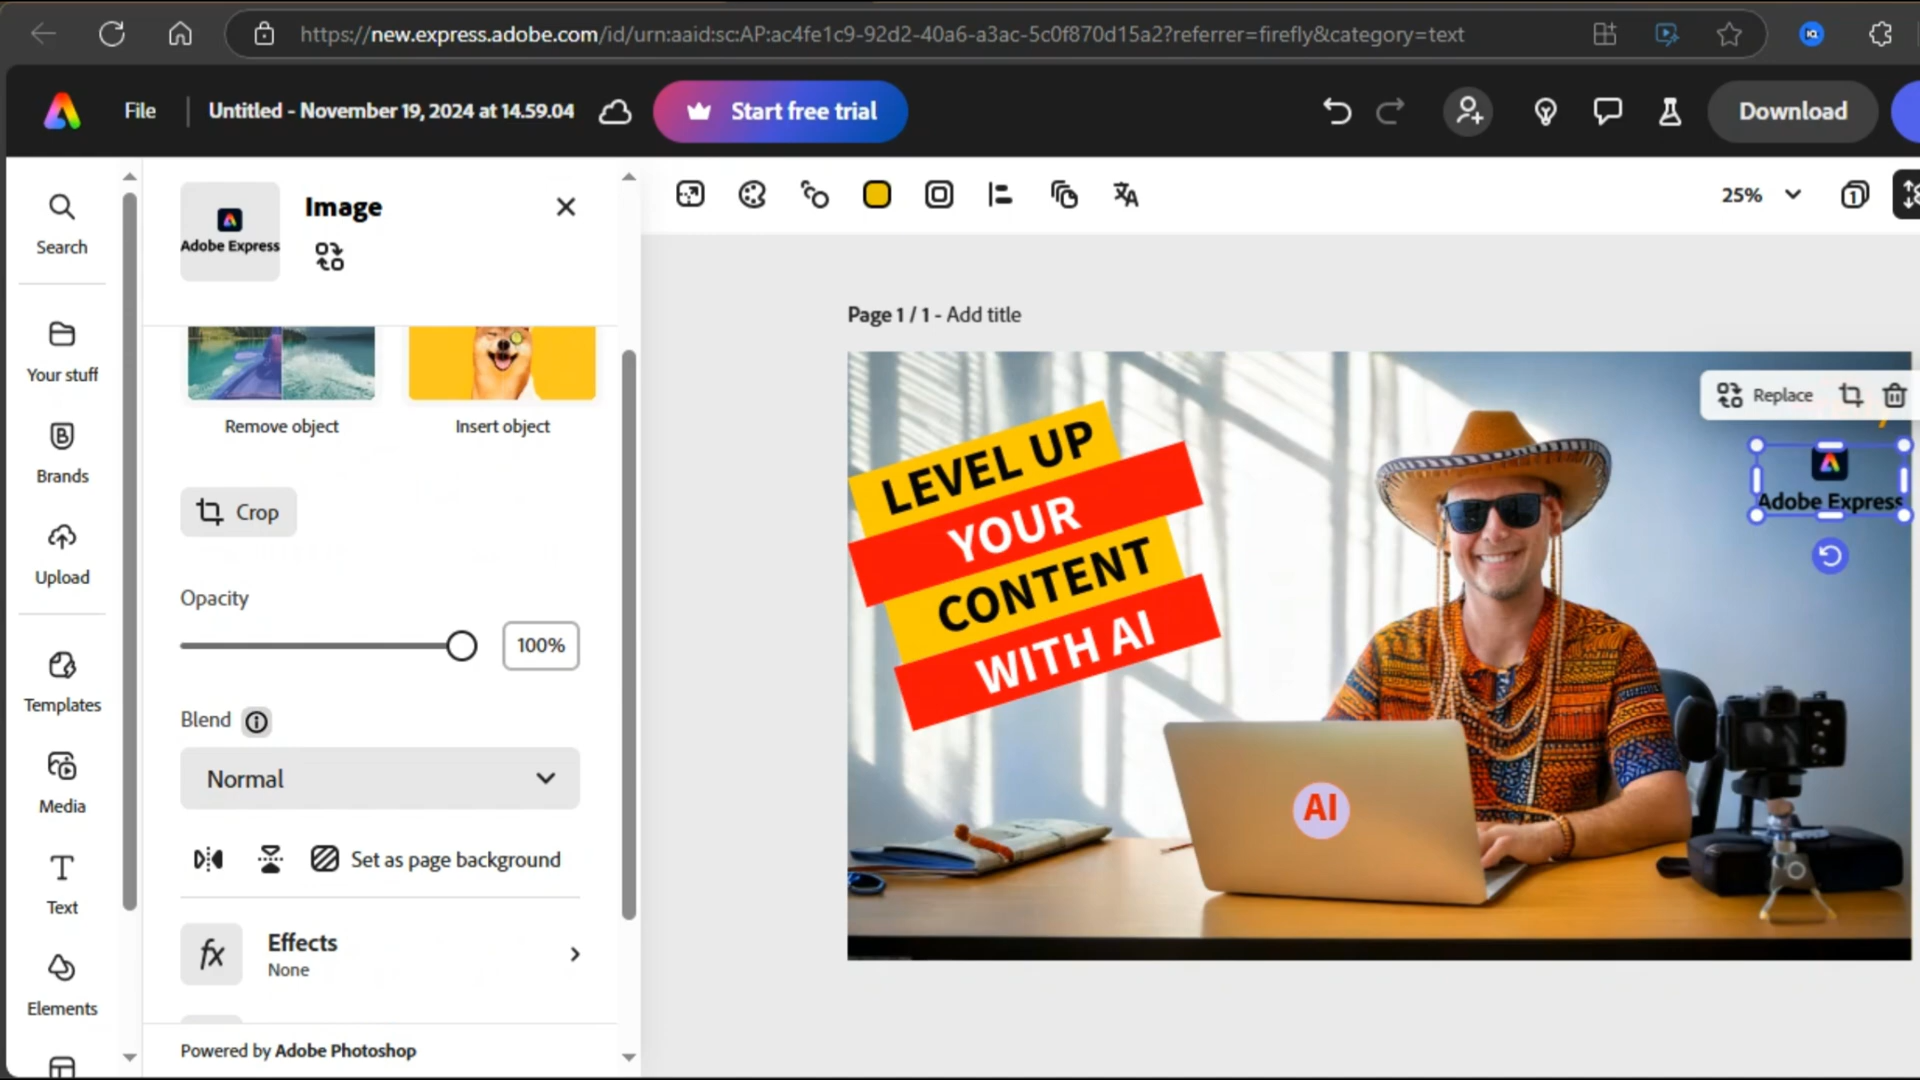 https://new.express.adobe.com/id/urn:aaid:sc:AP:ac4fe1c9-92d2-40a6-a3ac-5c0f870d15a2?referrer=firefly&category=text
File
Untitled - November 19, 2024 at 14.59.04
Start free trial
Download
Search
Your stuff
Brands
Upload
Templates
Media
Text
Elements
Adobe Express
Image
Remove object
Insert object
Crop
Opacity
100%
Blend
Normal
Set as page background
fx Effects
None
Powered by Adobe Photoshop
25%
1
Page 1 / 1 - Add title
Replace
LEVEL UP
YOUR
CONTENT
WITH AI
Adobe Express
AI